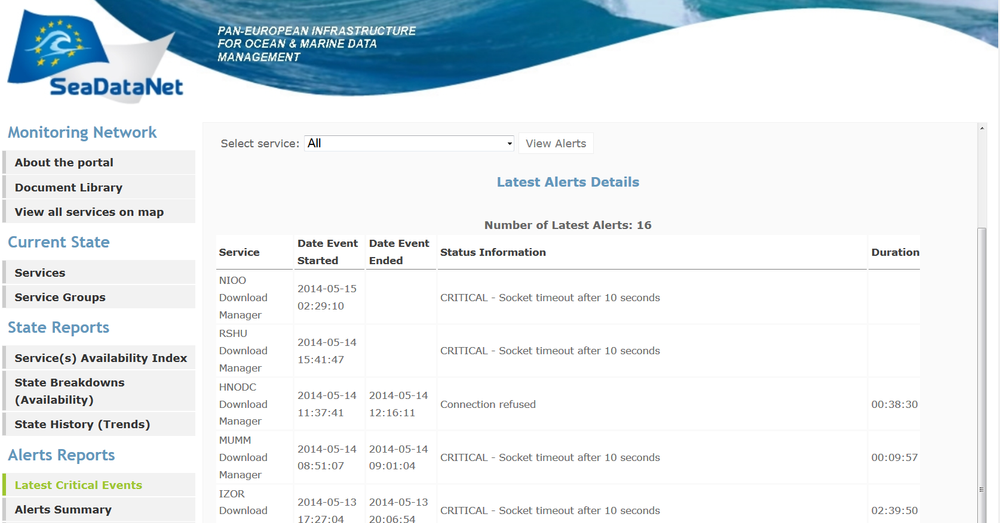 PAN-EUROPEAN INFRASTRUCTURE
FOR OCEAN & MARINE DATA
MANAGEMENT
SeaDataNet
Monitoring Network
About the portal
Document Library
View all services on map
Current State
Services
Service Groups
State Reports
Service(s) Availability Index
State Breakdowns
(Availability)
State History (Trends)
Alerts Reports
Latest Critical Events
Alerts Summary
Select service: All View Alerts
Latest Alerts Details
Number of Latest Alerts: 16
Service
Date Event
Started
Date Event
Ended
Status Information
Duration
NIOO
Download
Manager
2014-05-15
02:29:10
CRITICAL - Socket timeout after 10 seconds
RSHU
Download
Manager
2014-05-14
15:41:47
CRITICAL - Socket timeout after 10 seconds
HNODC
Download
Manager
2014-05-14
11:37:41
2014-05-14
12:16:11
Connection refused
00:38:30
MUMM
Download
Manager
2014-05-14
08:51:07
2014-05-14
09:01:04
CRITICAL - Socket timeout after 10 seconds
00:09:57
IZOR
Download
2014-05-13
17:27:04
2014-05-13
20:06:54
CRITICAL - Socket timeout after 10 seconds
02:39:50